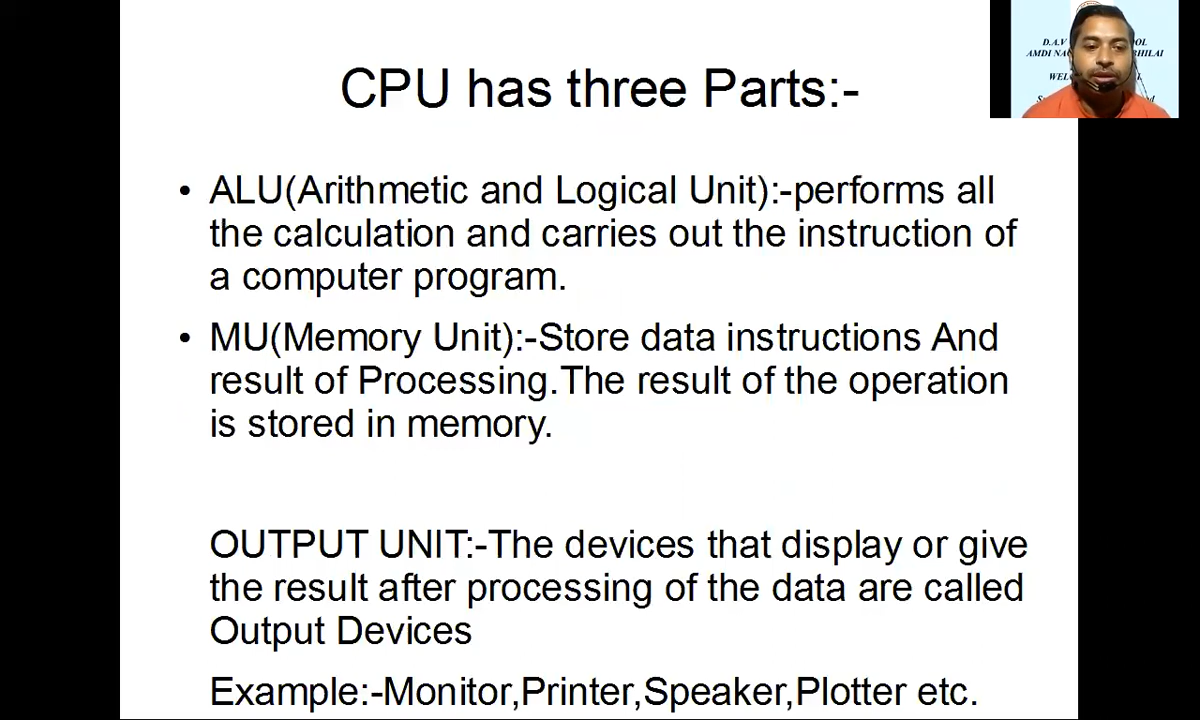 CPU has three Parts:-
• ALU(Arithmetic and Logical Unit):-performs all
the calculation and carries out the instruction of
a computer program.
• MU(Memory Unit):-Store data instructions And
result of Processing.The result of the operation
is stored in memory.
OUTPUT UNIT:-The devices that display or give
the result after processing of the data are called
Output Devices
Example:-Monitor,Printer,Speaker,Plotter etc.
D.A.V
AMDI